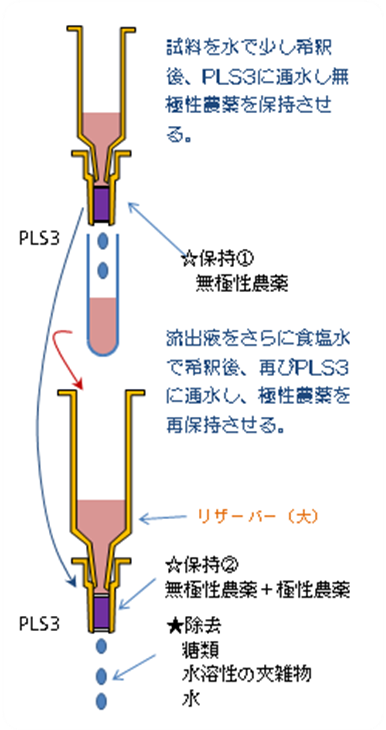 試料を水で少し希釈
後、PLS3に通水し無
極性農薬を保持させ
る。
PLS3
☆保持①
無極性農薬
流出液をさらに食塩水
で希釈後、再びPLS3
に通水し、極性農薬を
再保持させる。
リザーバー（大）
☆保持②
無極性農薬＋極性農薬
PLS3
★除去
糖類
水溶性の夾雑物
水